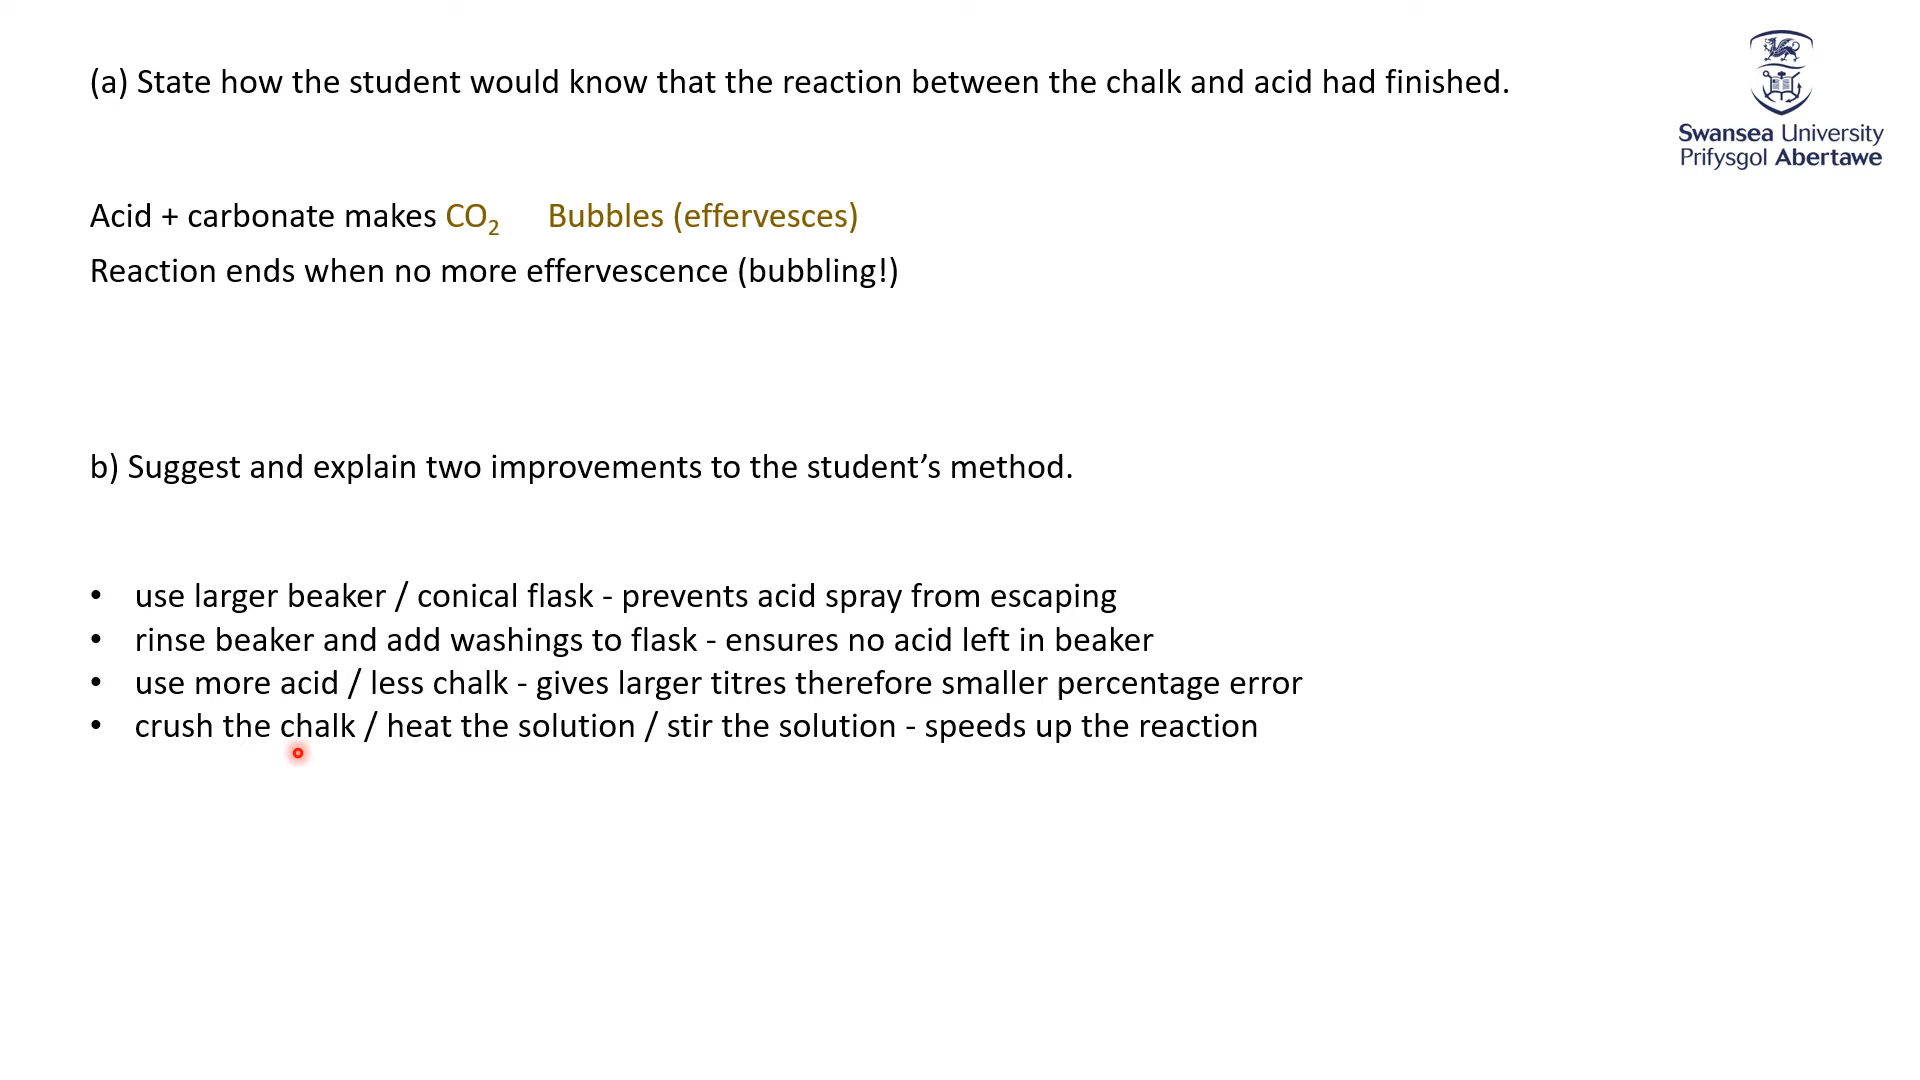 (a) State how the student would know that the reaction between the chalk and acid had finished.
Swansea University
Prifysgol Abertawe
Acid + carbonate makes CO₂ Bubbles (effervesces)
Reaction ends when no more effervescence (bubbling!)
b) Suggest and explain two improvements to the student’s method.
• use larger beaker / conical flask - prevents acid spray from escaping
• rinse beaker and add washings to flask - ensures no acid left in beaker
• use more acid / less chalk - gives larger titres therefore smaller percentage error
• crush the chalk / heat the solution / stir the solution - speeds up the reaction